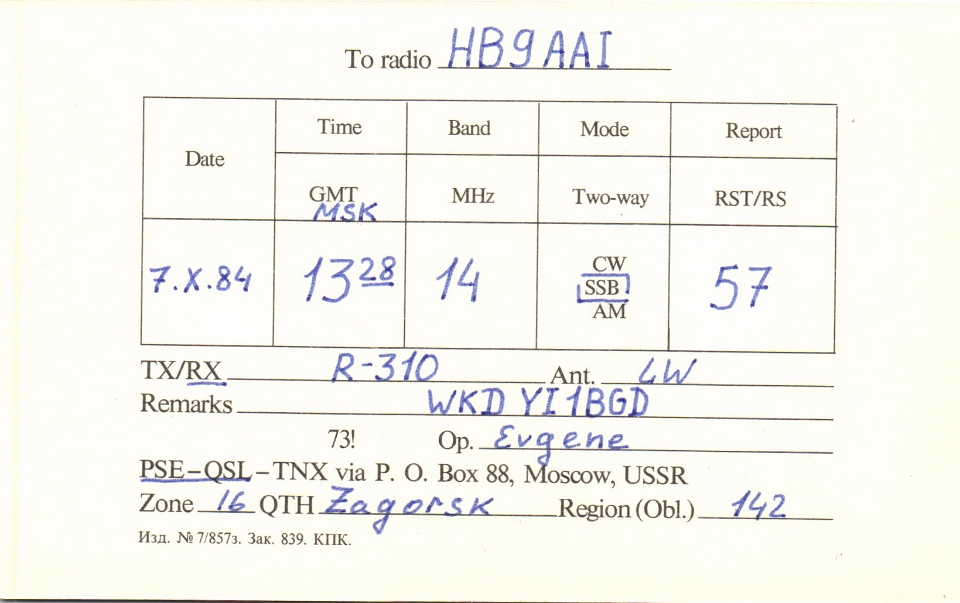 To radio HB9AAI
Date Time Band Mode Report
GMT MHz Two-way RST/RS
MSK
CW
7.X.84 13 28 14 SSB 57
AM
TX/RX R-310 Ant. LW
Remarks WKD YI1BGD
73! Op. Evgene
PSE–QSL–TNX via P. O. Box 88, Moscow, USSR
Zone 16 QTH Zagorsk Region (Obl.) 142
Изд. № 7/857з. Зак. 839. КПК.